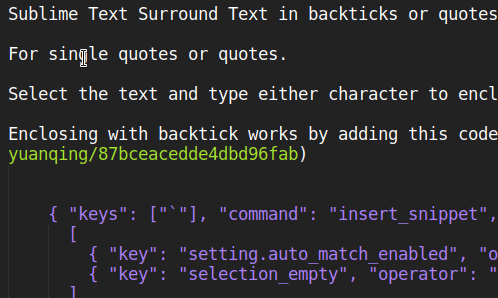 Sublime Text Surround Text in backticks or quotes
For single quotes or quotes.
Select the text and type either character to encl
Enclosing with backtick works by adding this code
yuanqing/87bceacedde4dbd96fab)
{ "keys": ["`"], "command": "insert_snippet",
[
{ "key": "setting.auto_match_enabled", "o
{ "key": "selection_empty", "operator": "
]